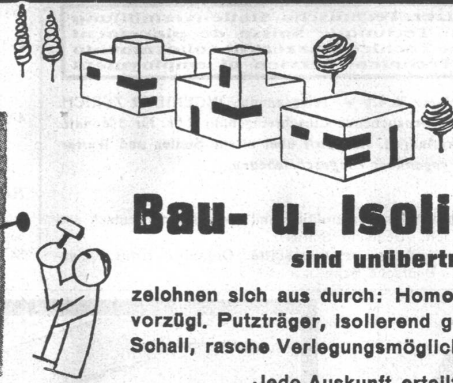 Bau- u. Isoli
sind unübertr
zeichnen sich aus durch: Homo
vorzügl. Putzträger, isolierend g
Schall, rasche Verlegungsmöglich
Jede Auskunft erteil